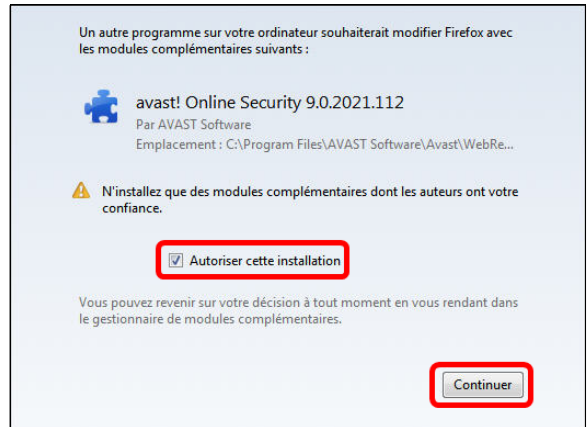 Un autre programme sur votre ordinateur souhaiterait modifier Firefox avec
les modules complémentaires suivants :
avast! Online Security 9.0.2021.112
Par AVAST Software
Emplacement : C:\Program Files\AVAST Software\Avast\WebRe...
N'installez que des modules complémentaires dont les auteurs ont votre
confiance.
Autoriser cette installation
Vous pouvez revenir sur votre décision à tout moment en vous rendant dans
le gestionnaire de modules complémentaires.
Continuer